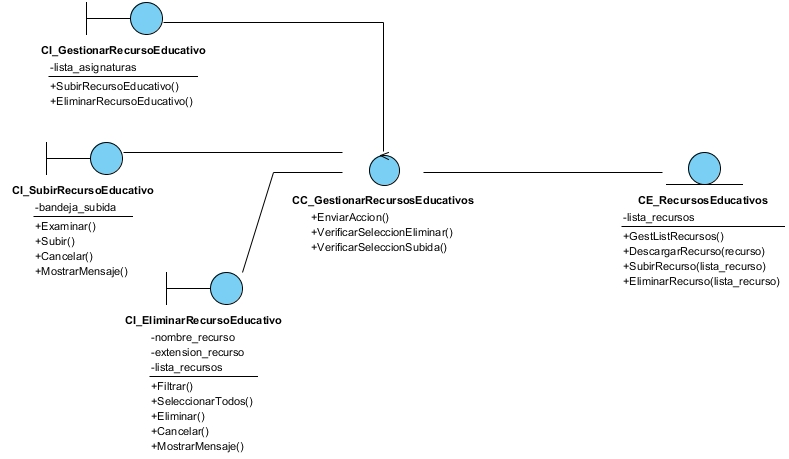 CI_GestionarRecursoEducativo
-lista_asignaturas
+SubirRecursoEducativo()
+EliminarRecursoEducativo()
CI_SubirRecursoEducativo
-bandeja_subida
+Examinar()
+Subir()
+Cancelar()
+MostrarMensaje()
CC_GestionarRecursosEducativos
+EnviarAccion()
+VerificarSeleccionEliminar()
+VerificarSeleccionSubida()
CE_RecursosEducativos
-lista_recursos
+GestListRecursos()
+DescargarRecurso(recurso)
+SubirRecurso(lista_recurso)
+EliminarRecurso(lista_recurso)
CI_EliminarRecursoEducativo
-nombre_recurso
-extension_recurso
-lista_recursos
+Filtrar()
+SeleccionarTodos()
+Eliminar()
+Cancelar()
+MostrarMensaje()